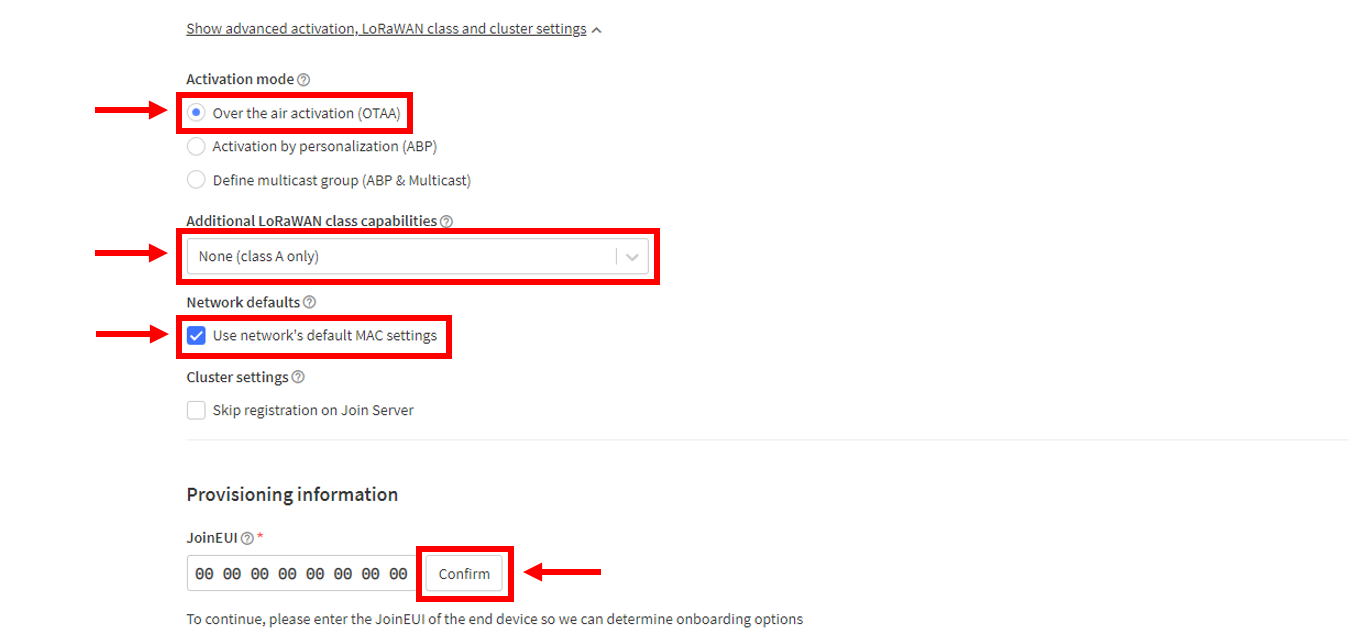 Show advanced activation, LoRaWAN class and cluster settings
Activation mode
Over the air activation (OTAA)
Activation by personalization (ABP)
Define multicast group (ABP & Multicast)
Additional LoRaWAN class capabilities
None (class A only)
Network defaults
Use network's default MAC settings
Cluster settings
Skip registration on Join Server
Provisioning information
JoinEUI *
00 00 00 00 00 00 00 00 Confirm
To continue, please enter the JoinEUI of the end device so we can determine onboarding options